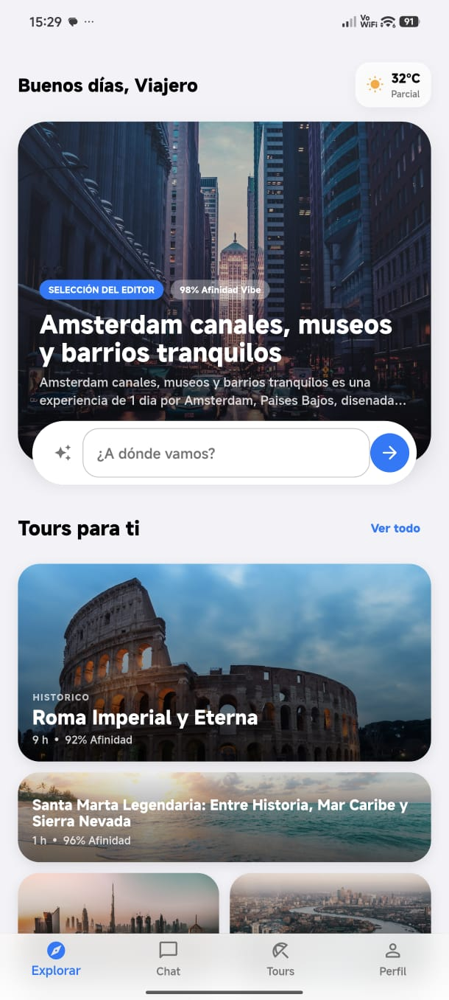 15:29
Vo
WiFi
6
91
Buenos días, Viajero
32°C
Parcial
SELECCIÓN DEL EDITOR
98% Afinidad Vibe
Amsterdam canales, museos
y barrios tranquilos
Amsterdam canales, museos y barrios tranquilos es una
experiencia de 1 dia por Amsterdam, Paises Bajos, disenada...
¿A dónde vamos?
Tours para ti
Ver todo
HISTORICO
Roma Imperial y Eterna
9 h • 92% Afinidad
Santa Marta Legendaria: Entre Historia, Mar Caribe y
Sierra Nevada
1 h • 96% Afinidad
Explorar
Chat
Tours
Perfil